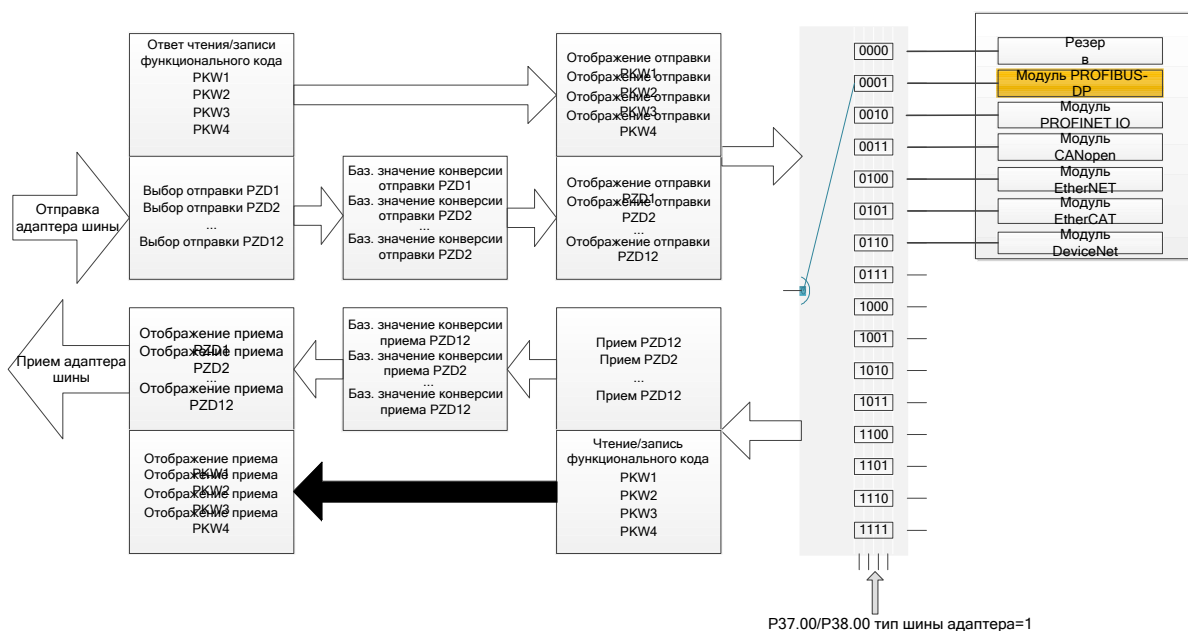 Ответ чтения/записи
функционального кода
PKW1
PKW2
PKW3
PKW4
Отображение отправки
PKW1
Отображение отправки
PKW2
Отображение отправки
PKW3
Отображение отправки
PKW4
Отправка
адаптера шины
Выбор отправки PZD1
Выбор отправки PZD2
...
Выбор отправки PZD12
Баз. значение конверсии
отправки PZD1
Баз. значение конверсии
отправки PZD2
...
Баз. значение конверсии
отправки PZD2
Отображение отправки
PZD1
Отображение отправки
PZD2
...
Отображение отправки
PZD12
Прием адаптера
шины
Отображение приема
PZD1
Отображение приема
PZD2
...
Отображение приема
PZD12
Баз. значение конверсии
приема PZD12
Баз. значение конверсии
приема PZD2
...
Баз. значение конверсии
приема PZD12
Прием PZD12
Прием PZD2
...
Прием PZD12
Отображение приема
PKW1
Отображение приема
PKW2
Отображение приема
PKW3
Отображение приема
PKW4
Чтение/запись
функционального кода
PKW1
PKW2
PKW3
PKW4
0000
0001
0010
0011
0100
0101
0110
0111
1000
1001
1010
1011
1100
1101
1110
1111
Резер
в
Модуль PROFIBUS-
DP
Модуль
PROFINET IO
Модуль
CANopen
Модуль
EtherNET
Модуль
EtherCAT
Модуль
DeviceNet
P37.00/P38.00 тип шины адаптера=1